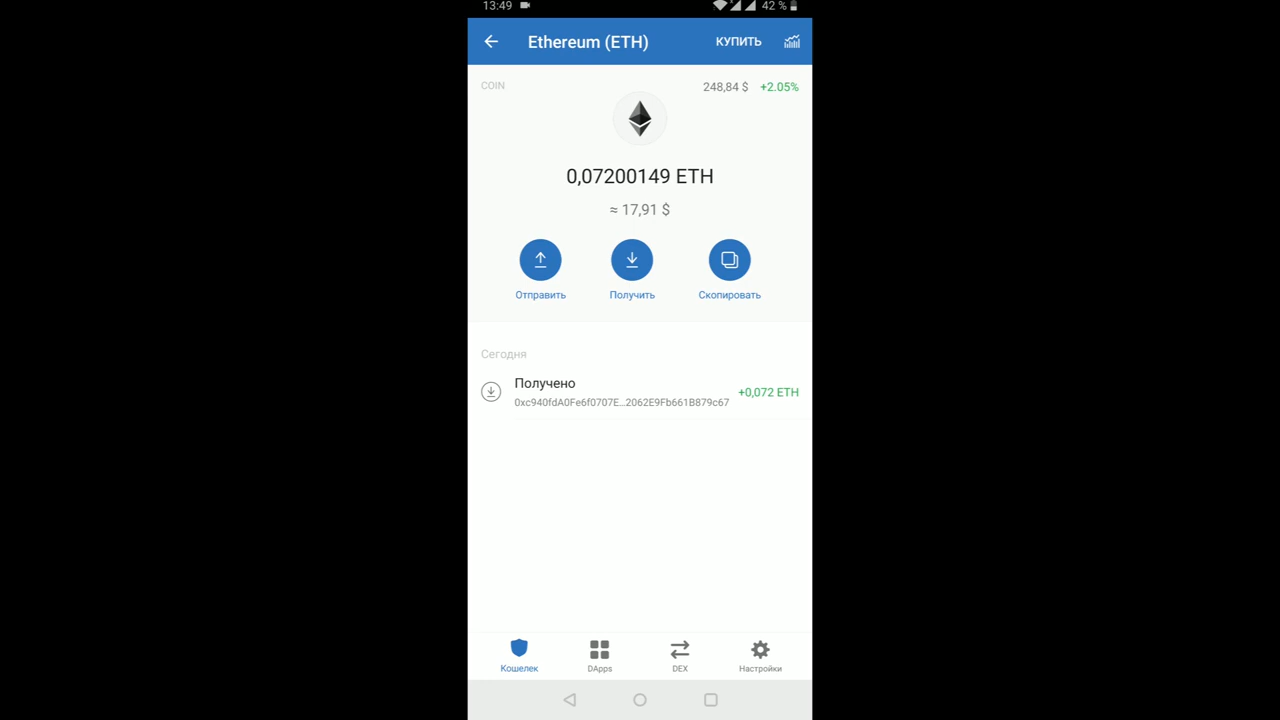 13:49 42 %
Ethereum (ETH) КУПИТЬ
COIN 248,84 $ +2.05%
0,07200149 ETH
≈ 17,91 $
Отправить Получить Скопировать
Сегодня
Получено
+0,072 ETH
0xc940fdA0Fe6f0707E...2062E9Fb661B879c67
Кошелек DApps DEX Настройки